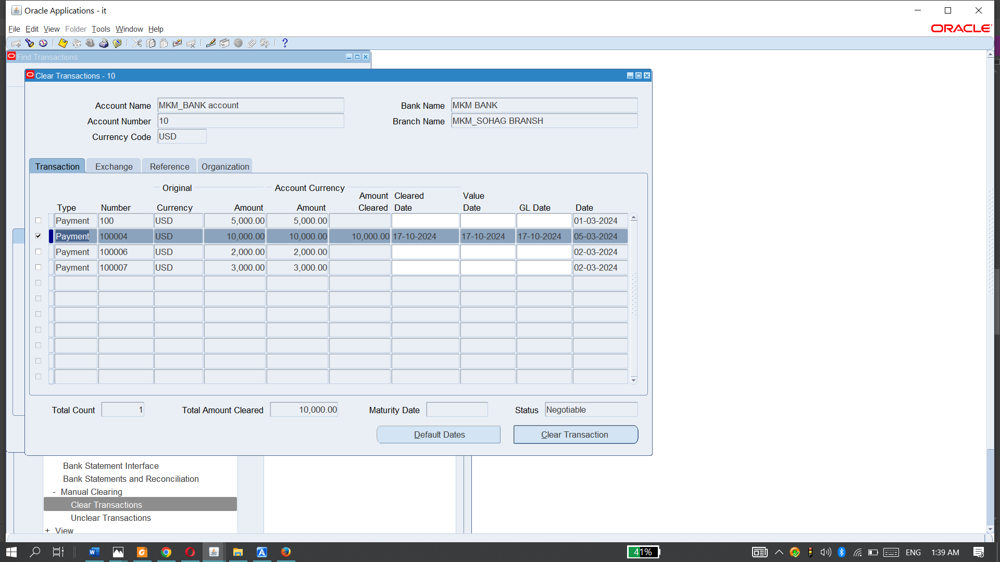 Oracle Applications - it
File Edit View Folder Tools Window Help
ORACLE
Find Transactions
Clear Transactions - 10
Account Name MKM_BANK account Bank Name MKM BANK
Account Number 10 Branch Name MKM_SOHAG BRANSH
Currency Code USD
Transaction Exchange Reference Organization
Original Account Currency
Amount Cleared Value
Type Number Currency Amount Amount Cleared Date Date GL Date Date
Payment 100 USD 5,000.00 5,000.00 01-03-2024
Payment 100004 USD 10,000.00 10,000.00 10,000.00 17-10-2024 17-10-2024 17-10-2024 05-03-2024
Payment 100006 USD 2,000.00 2,000.00 02-03-2024
Payment 100007 USD 3,000.00 3,000.00 02-03-2024
Total Count 1 Total Amount Cleared 10,000.00 Maturity Date Status Negotiable
Default Dates Clear Transaction
Bank Statement Interface
Bank Statements and Reconciliation
- Manual Clearing
Clear Transactions
Unclear Transactions
+ View
41% ENG 1:39 AM